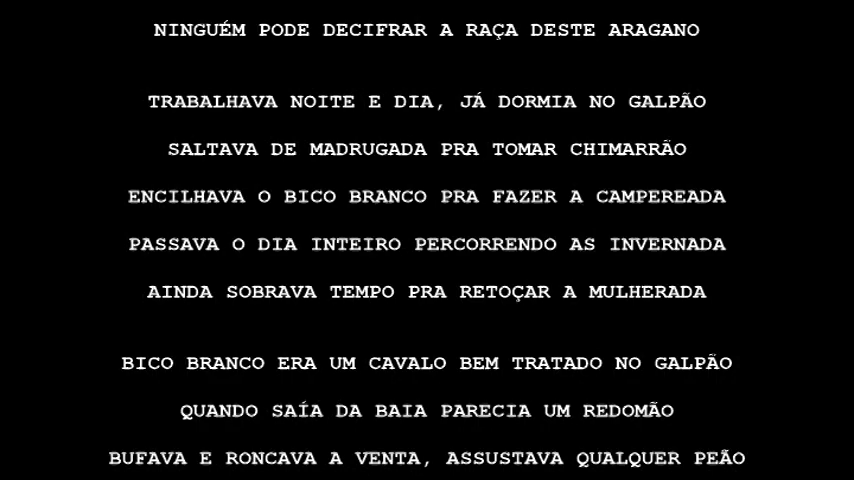 NINGUÉM PODE DECIFRAR A RAÇA DESTE ARAGANO
TRABALHAVA NOITE E DIA, JÁ DORMIA NO GALPÃO
SALTAVA DE MADRUGADA PRA TOMAR CHIMARRÃO
ENCILHAVA O BICO BRANCO PRA FAZER A CAMPEREADA
PASSAVA O DIA INTEIRO PERCORRENDO AS INVERNADA
AINDA SOBRAVA TEMPO PRA RETOÇAR A MULHERADA
BICO BRANCO ERA UM CAVALO BEM TRATADO NO GALPÃO
QUANDO SAÍA DA BAIA PARECIA UM REDOMÃO
BUFAVA E RONCAVA A VENTA, ASSUSTAVA QUALQUER PEÃO